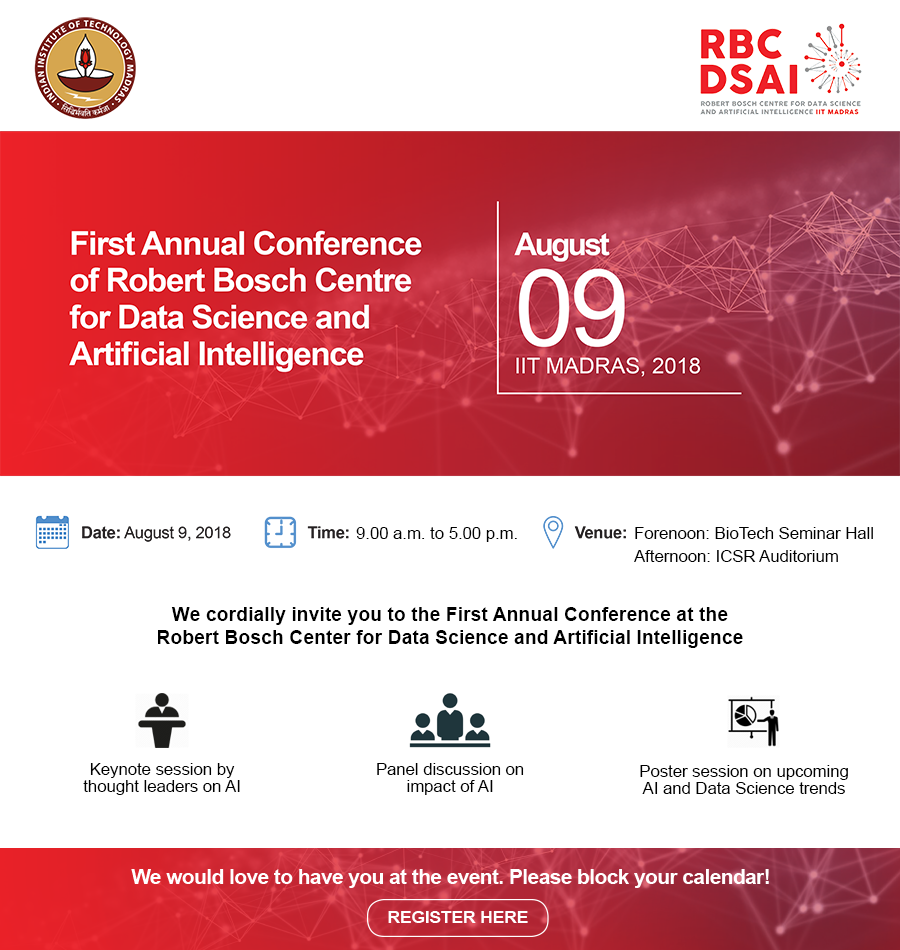 INDIAN INSTITUTE OF TECHNOLOGY MADRAS
सिद्धिर्भवति कर्मजा
RBC
DSAI
ROBERT BOSCH CENTRE FOR DATA SCIENCE
AND ARTIFICIAL INTELLIGENCE IIT MADRAS
First Annual Conference
of Robert Bosch Centre
for Data Science and
Artificial Intelligence
August
09
IIT MADRAS, 2018
Date: August 9, 2018
Time: 9.00 a.m. to 5.00 p.m.
Venue: Forenoon: BioTech Seminar Hall
Afternoon: ICSR Auditorium
We cordially invite you to the First Annual Conference at the
Robert Bosch Center for Data Science and Artificial Intelligence
Keynote session by
thought leaders on AI
Panel discussion on
impact of AI
Poster session on upcoming
AI and Data Science trends
We would love to have you at the event. Please block your calendar!
REGISTER HERE